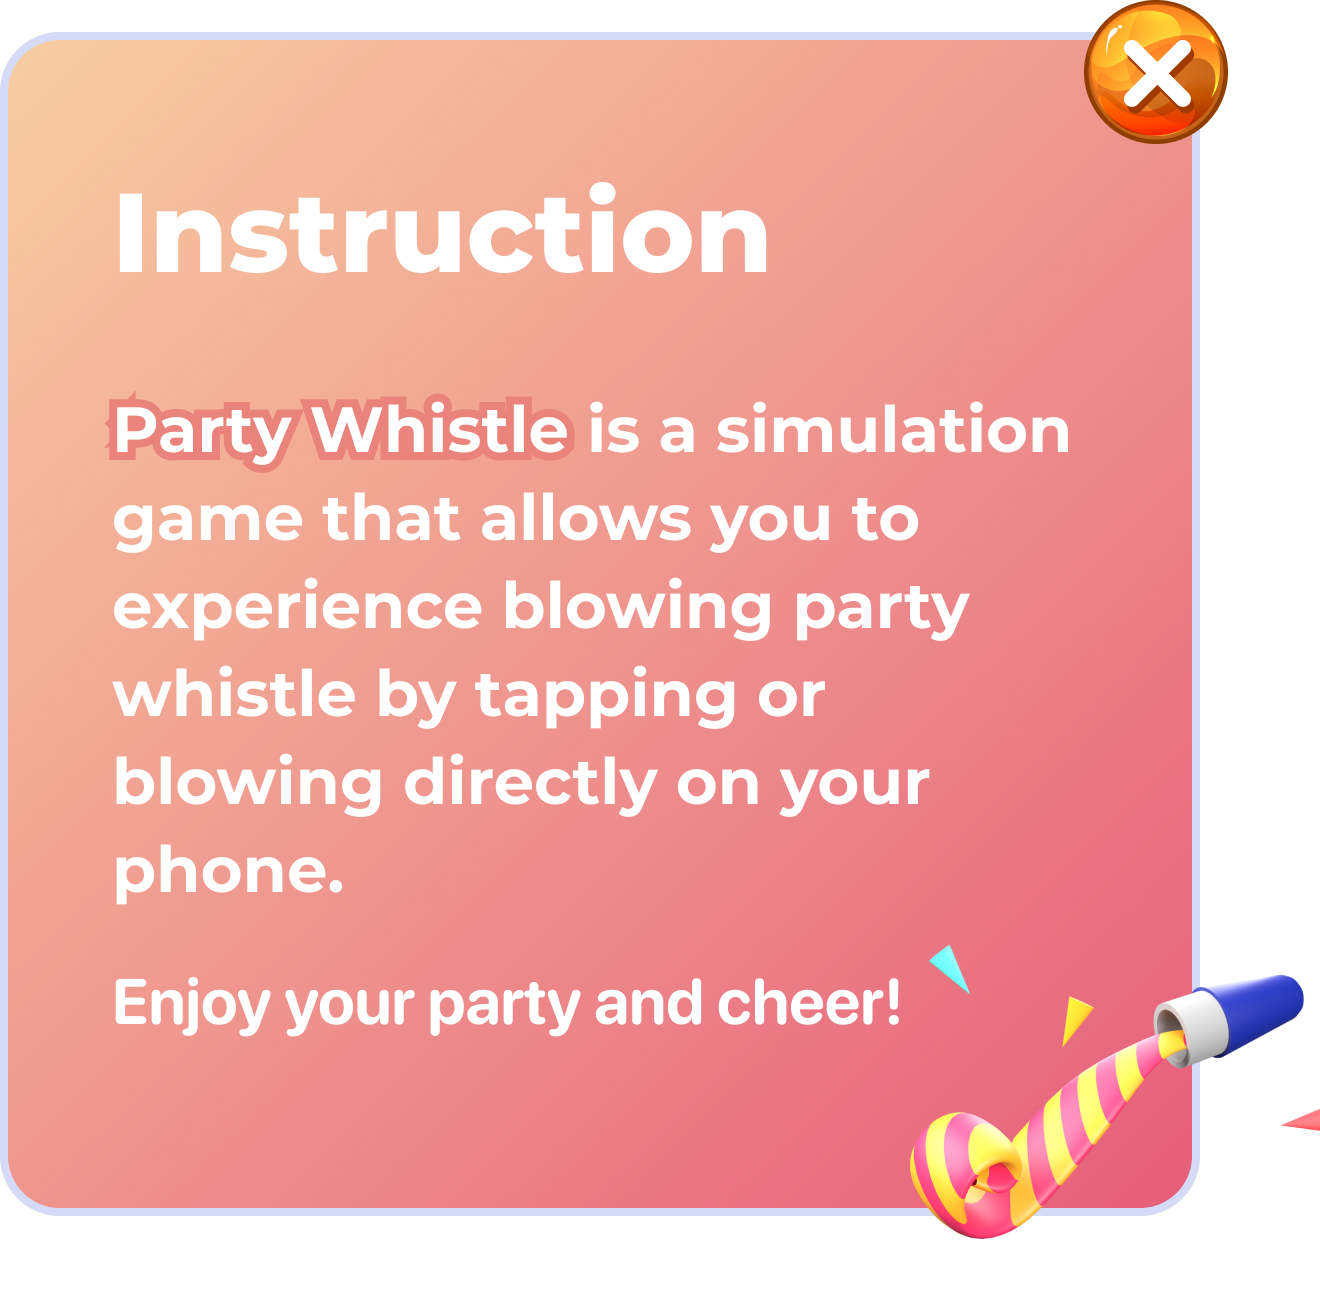 Instruction
Party Whistle is a simulation
game that allows you to
experience blowing party
whistle by tapping or
blowing directly on your
phone.
Enjoy your party and cheer!